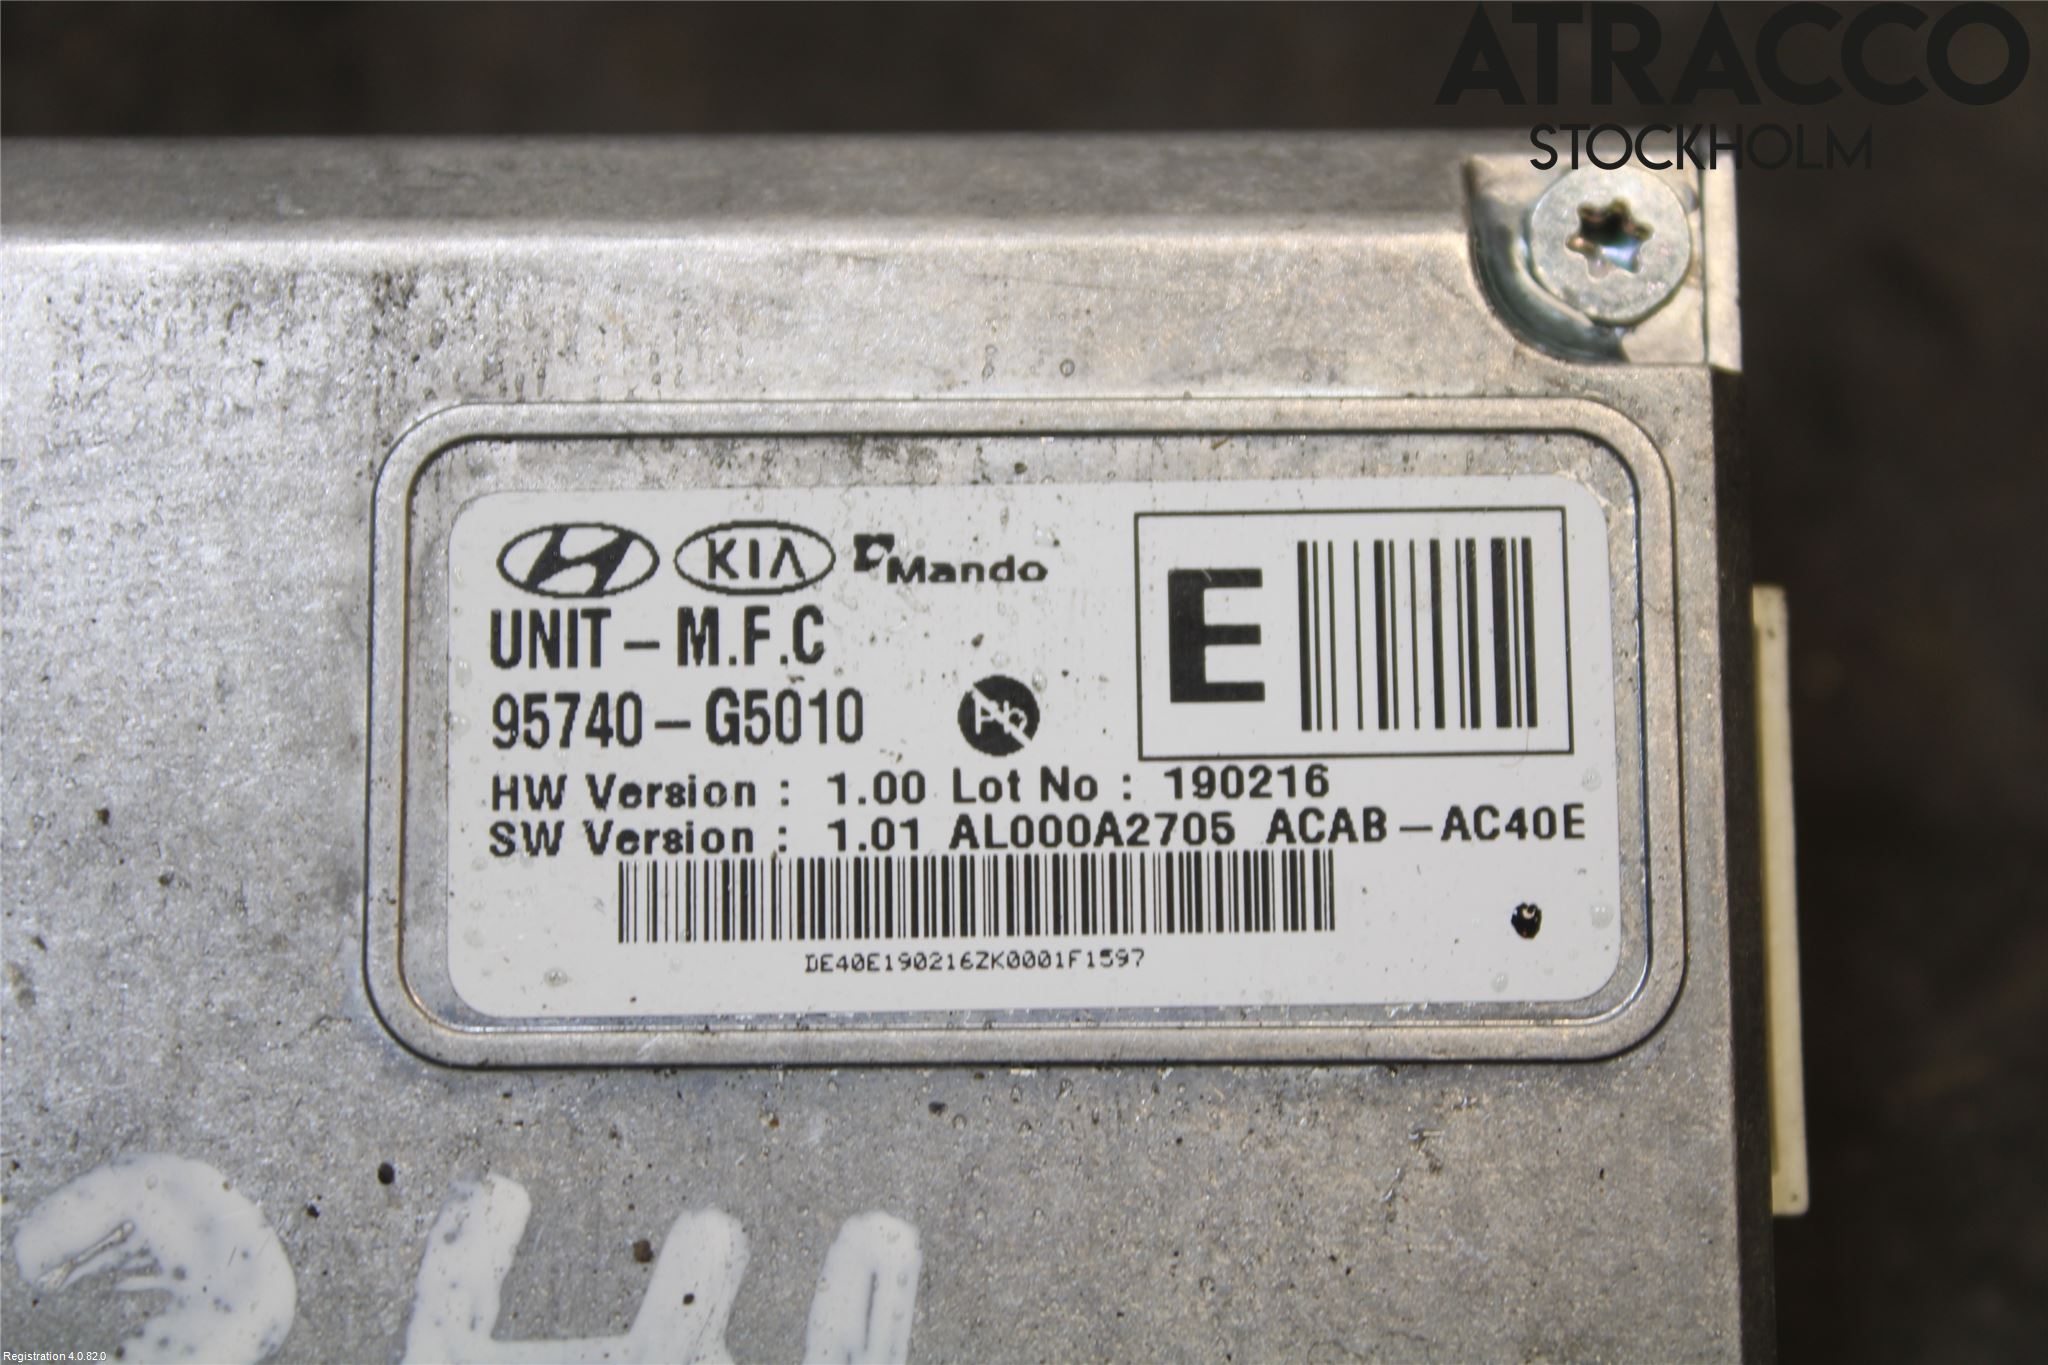 ATRACCO
STOCKHOLM
KIA Mando
UNIT-M.F.C
95740-G5010
Pb
E
HW Version : 1.00 Lot No : 190216
SW Version : 1.01 AL000A2705 ACAB-AC40E
DE40E190216ZK0001F1597
Registration 4.0.82.0